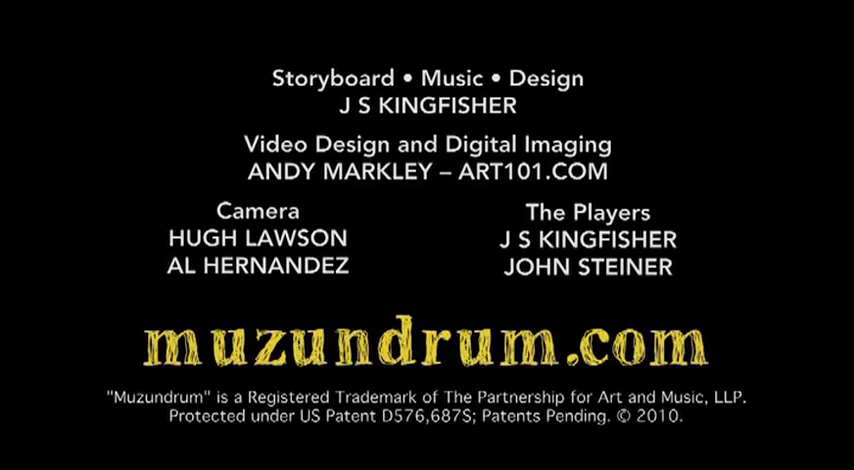 Storyboard • Music • Design
J S KINGFISHER
Video Design and Digital Imaging
ANDY MARKLEY – ART101.COM
Camera
HUGH LAWSON
AL HERNANDEZ
The Players
J S KINGFISHER
JOHN STEINER
muzundrum.com
"Muzundrum" is a Registered Trademark of The Partnership for Art and Music, LLP.
Protected under US Patent D576,687S; Patents Pending. © 2010.